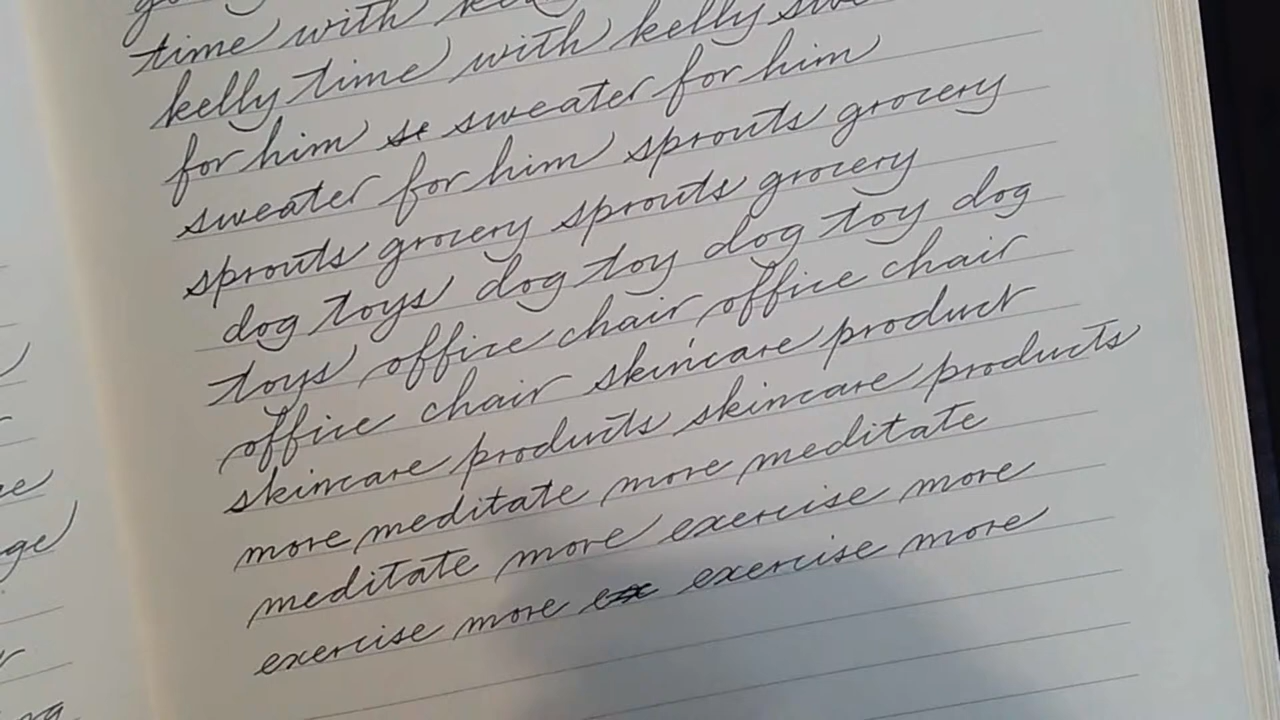 time with
kelly time with kelly
for him se sweater for him
sweater for him sprouts grocery
sprouts grocery sprouts grocery
dog toys dog toy dog toy dog
toys office chair office chair
office chair skincare product
skincare products skincare products
more meditate more meditate
meditate more exercise more
exercise more ex exercise more
ge